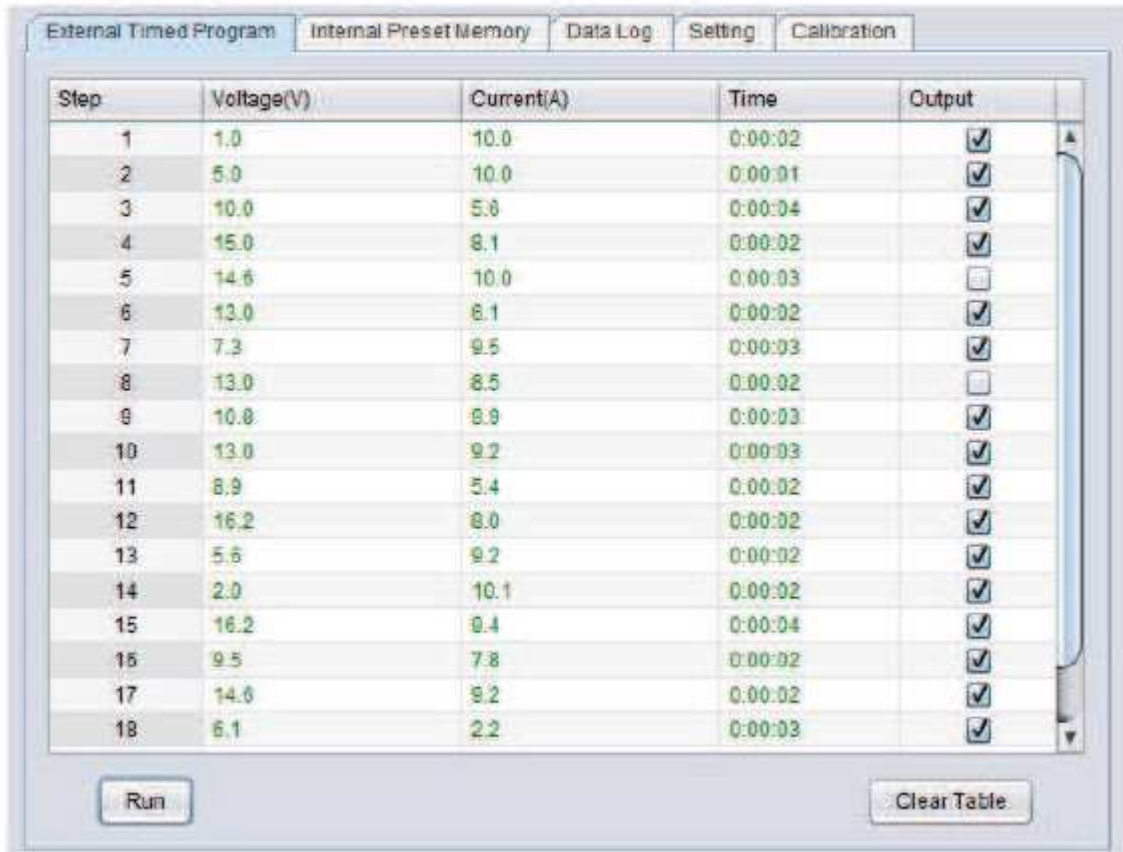 External Timed Program Internal Preset Memory Data Log Setting Calibration
Step Voltage(V) Current(A) Time Output
1 1.0 10.0 0:00:02
2 5.0 10.0 0:00:01
3 10.0 5.6 0:00:04
4 15.0 8.1 0:00:02
5 14.6 10.0 0:00:03
6 13.0 0:00:02
7 7.3 9.5 0:00:03
8 13.0 8.5 0:00:02
9 10.8 0:00:03
10 13.0 9.2 0:00:03
11 8.9 5.4 0:00:02
12 16.2 8.0 0:00:02
13 5.6 9.2 0:00:02
14 2.0 10.1 0:00:02
15 16.2 0:00:04
16 9.5 7.8 0:00:02
17 14.6 9.2 0:00:02
18 6.1 2.2 0:00:03
Run Clear Table